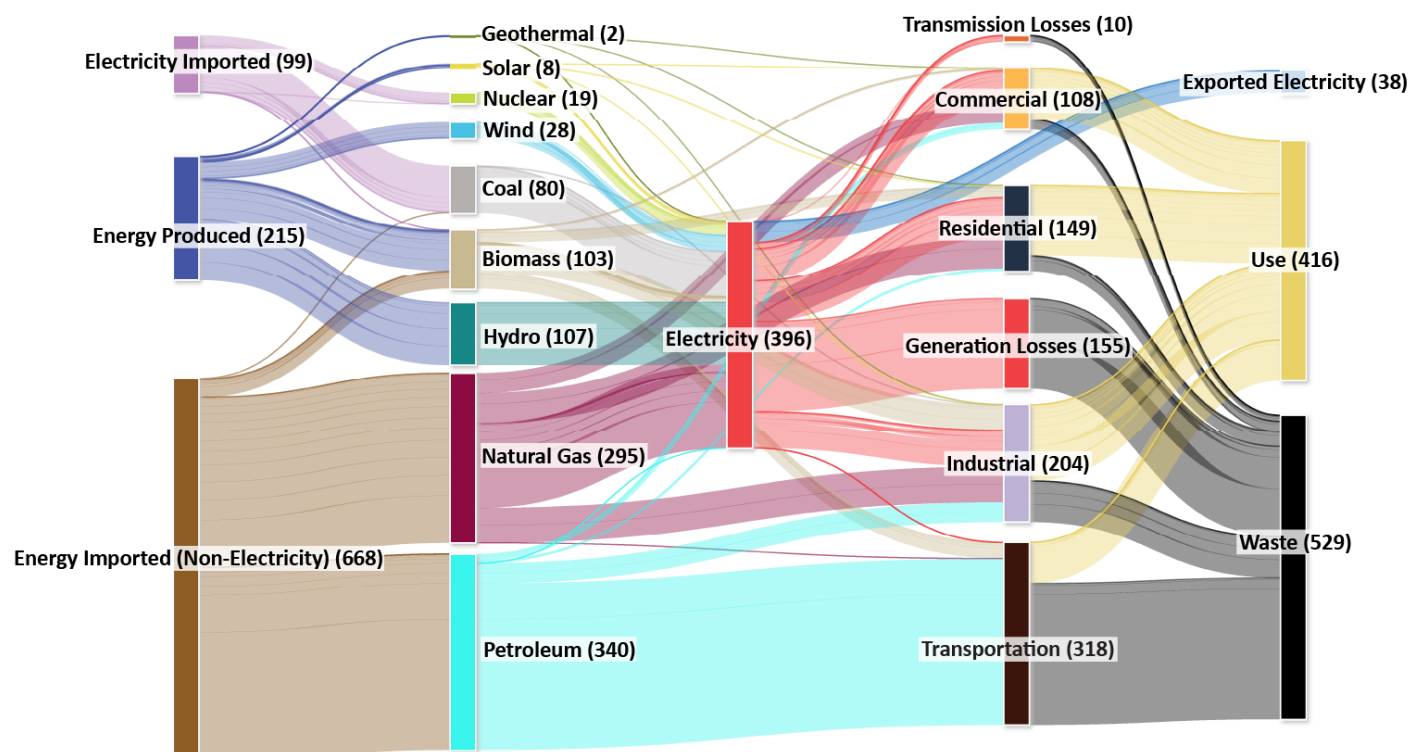 Electricity Imported (99)
Energy Produced (215)
Energy Imported (Non-Electricity) (668)
Geothermal (2)
Solar (8)
Nuclear (19)
Wind (28)
Coal (80)
Biomass (103)
Hydro (107)
Natural Gas (295)
Petroleum (340)
Electricity (396)
Transmission Losses (10)
Commercial (108)
Residential (149)
Generation Losses (155)
Industrial (204)
Transportation (318)
Exported Electricity (38)
Use (416)
Waste (529)